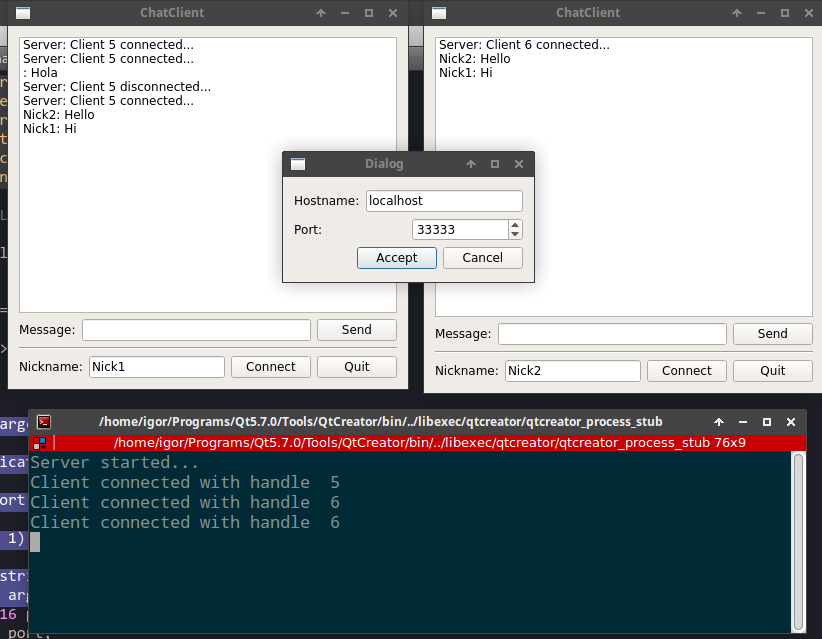 ChatClient
Server: Client 5 connected...
Server: Client 5 connected...
: Hola
Server: Client 5 disconnected...
Server: Client 5 connected...
Nick2: Hello
Nick1: Hi
Message:
Send
Nickname: Nick1
Connect
Quit
ChatClient
Server: Client 6 connected...
Nick2: Hello
Nick1: Hi
Message:
Send
Nickname: Nick2
Connect
Quit
Dialog
Hostname: localhost
Port: 33333
Accept
Cancel
/home/igor/Programs/Qt5.7.0/Tools/QtCreator/bin/../libexec/qtcreator/qtcreator_process_stub
/home/igor/Programs/Qt5.7.0/Tools/QtCreator/bin/../libexec/qtcreator/qtcreator_process_stub 76x9
Server started...
Client connected with handle 5
Client connected with handle 6
Client connected with handle 6
1)
16
port,